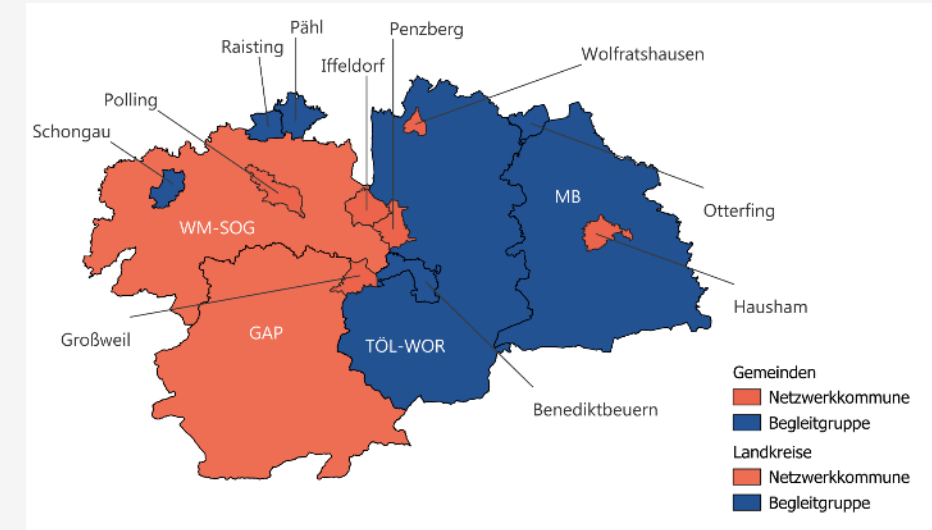 Pähl
Penzberg
Raisting
Wolfratshausen
Iffeldorf
Polling
Schongau
MB
Otterfing
WM-SOG
Hausham
GAP
Großweil
TÖL-WOR
Benediktbeuern
Gemeinden
Netzwerkkommune
Begleitgruppe
Landkreise
Netzwerkkommune
Begleitgruppe